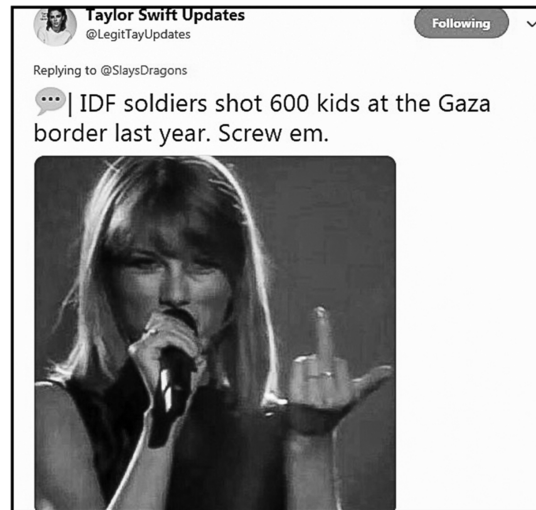 Taylor Swift Updates
@LegitTayUpdates
Following
Replying to @SlaysDragons
💬| IDF soldiers shot 600 kids at the Gaza
border last year. Screw em.